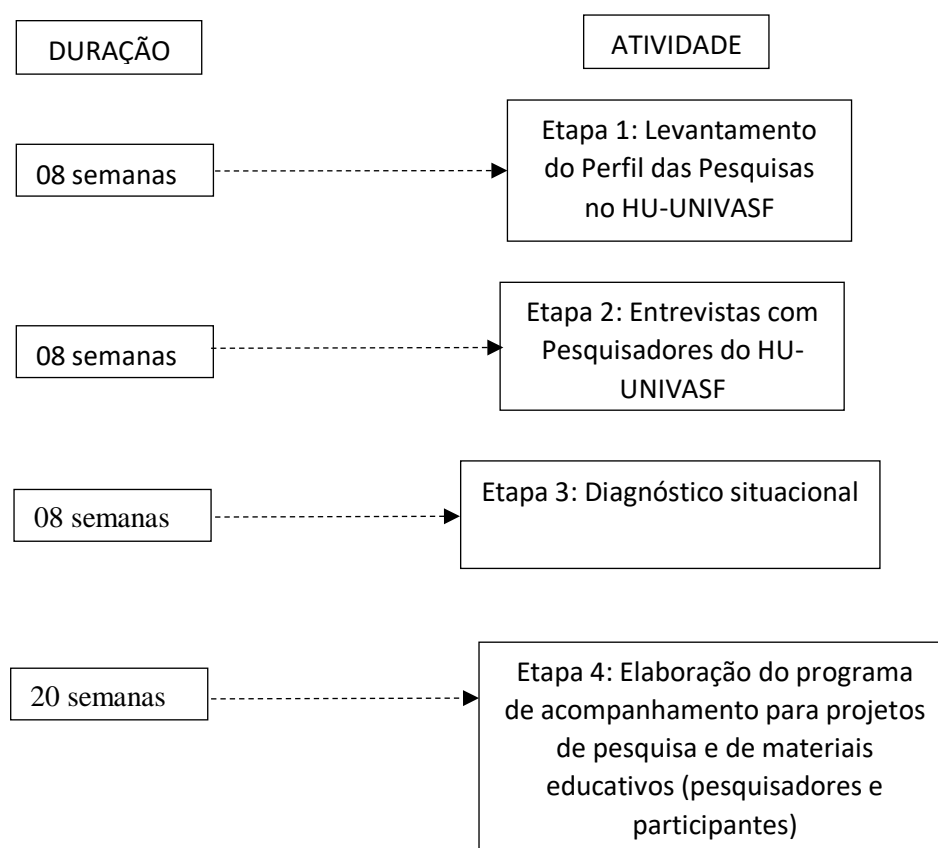 DURAÇÃO
ATIVIDADE
08 semanas
Etapa 1: Levantamento
do Perfil das Pesquisas
no HU-UNIVASF
08 semanas
Etapa 2: Entrevistas com
Pesquisadores do HU-
UNIVASF
08 semanas
Etapa 3: Diagnóstico situacional
20 semanas
Etapa 4: Elaboração do programa
de acompanhamento para projetos
de pesquisa e de materiais
educativos (pesquisadores e
participantes)